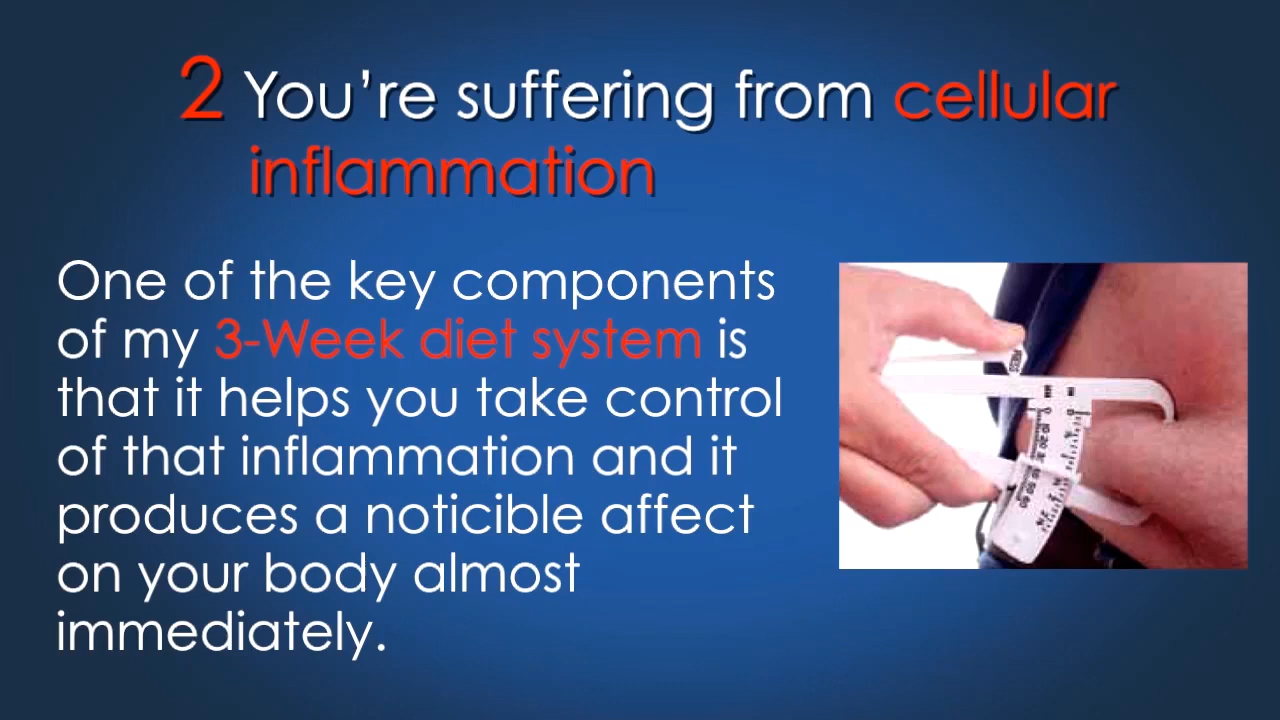 2 You’re suffering from cellular
inflammation
One of the key components
of my 3-Week diet system is
that it helps you take control
of that inflammation and it
produces a noticible affect
on your body almost
immediately.